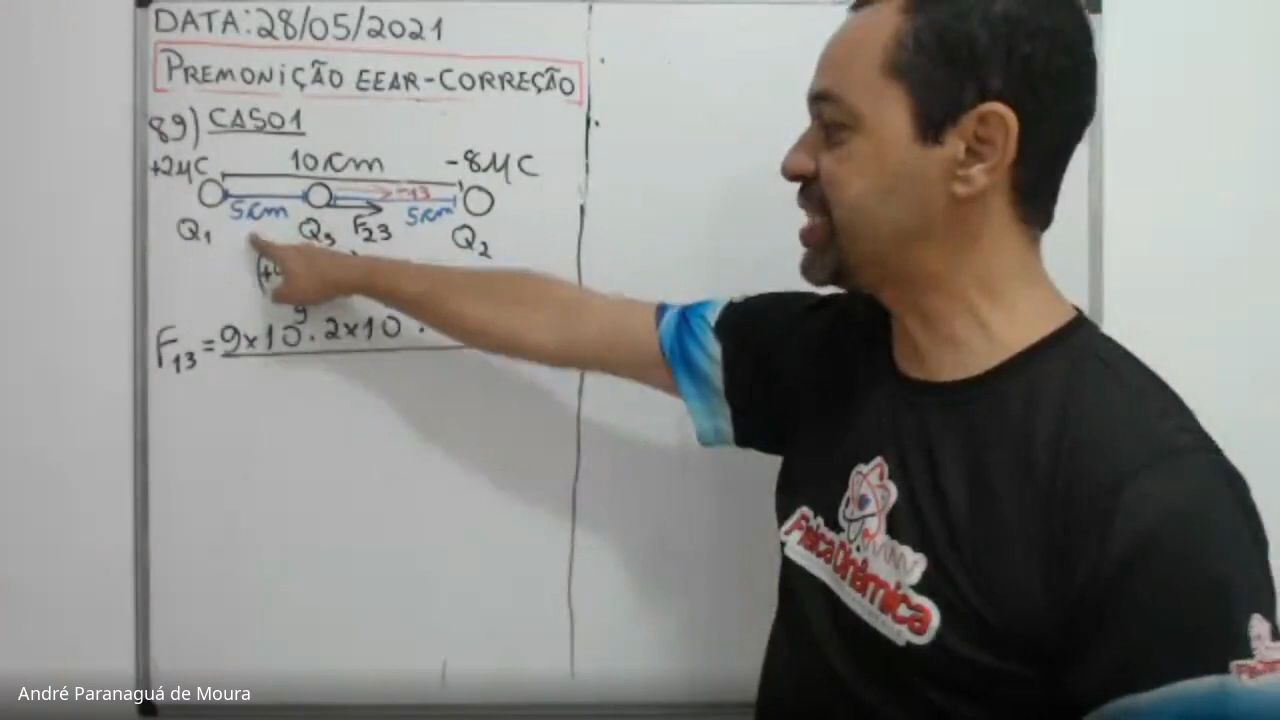 DATA: 28/05/2021
PREMONIÇÃO EEAR-CORREÇÃO
89) CASO 1
+2μC 10cm -8μC
5cm 5cm
Q1 Q3 F23 Q2
F13 = 9x10⁹. 2x10 .
Física Dinâmica
André Paranaguá de Moura